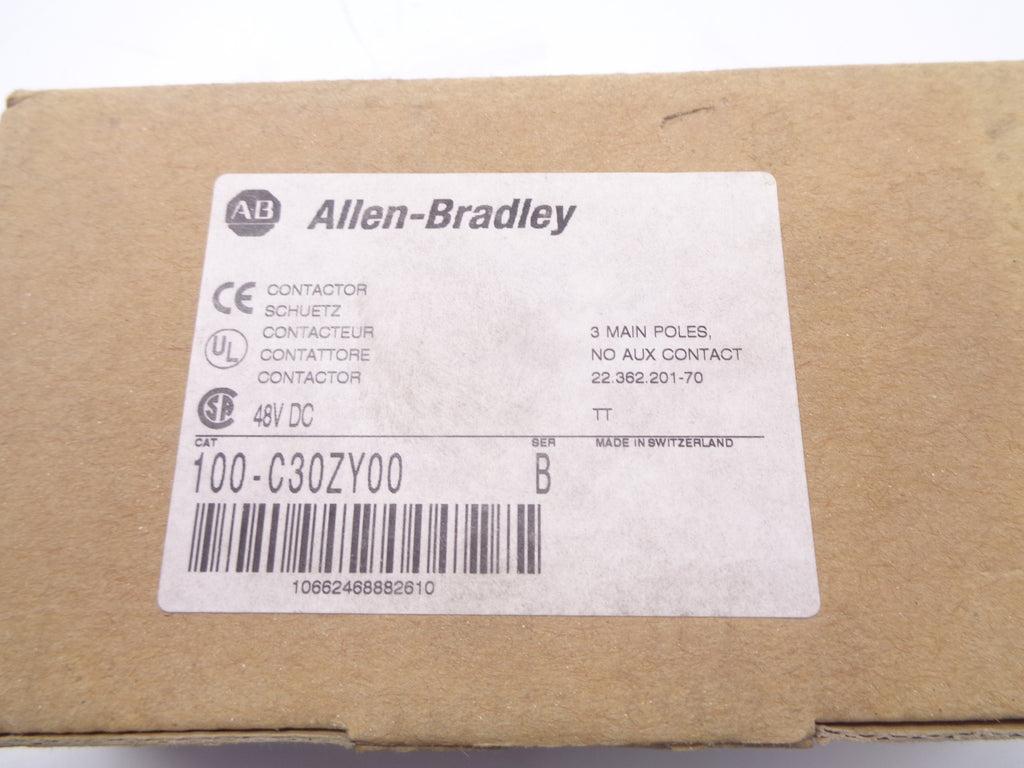 AB Allen-Bradley
CE CONTACTOR
SCHUETZ
UL CONTACTEUR
CONTATTORE
CONTACTOR
3 MAIN POLES,
NO AUX CONTACT
22.362.201-70
SA 48V DC
TT
CAT SER MADE IN SWITZERLAND
100-C30ZY00 B
10662468882610